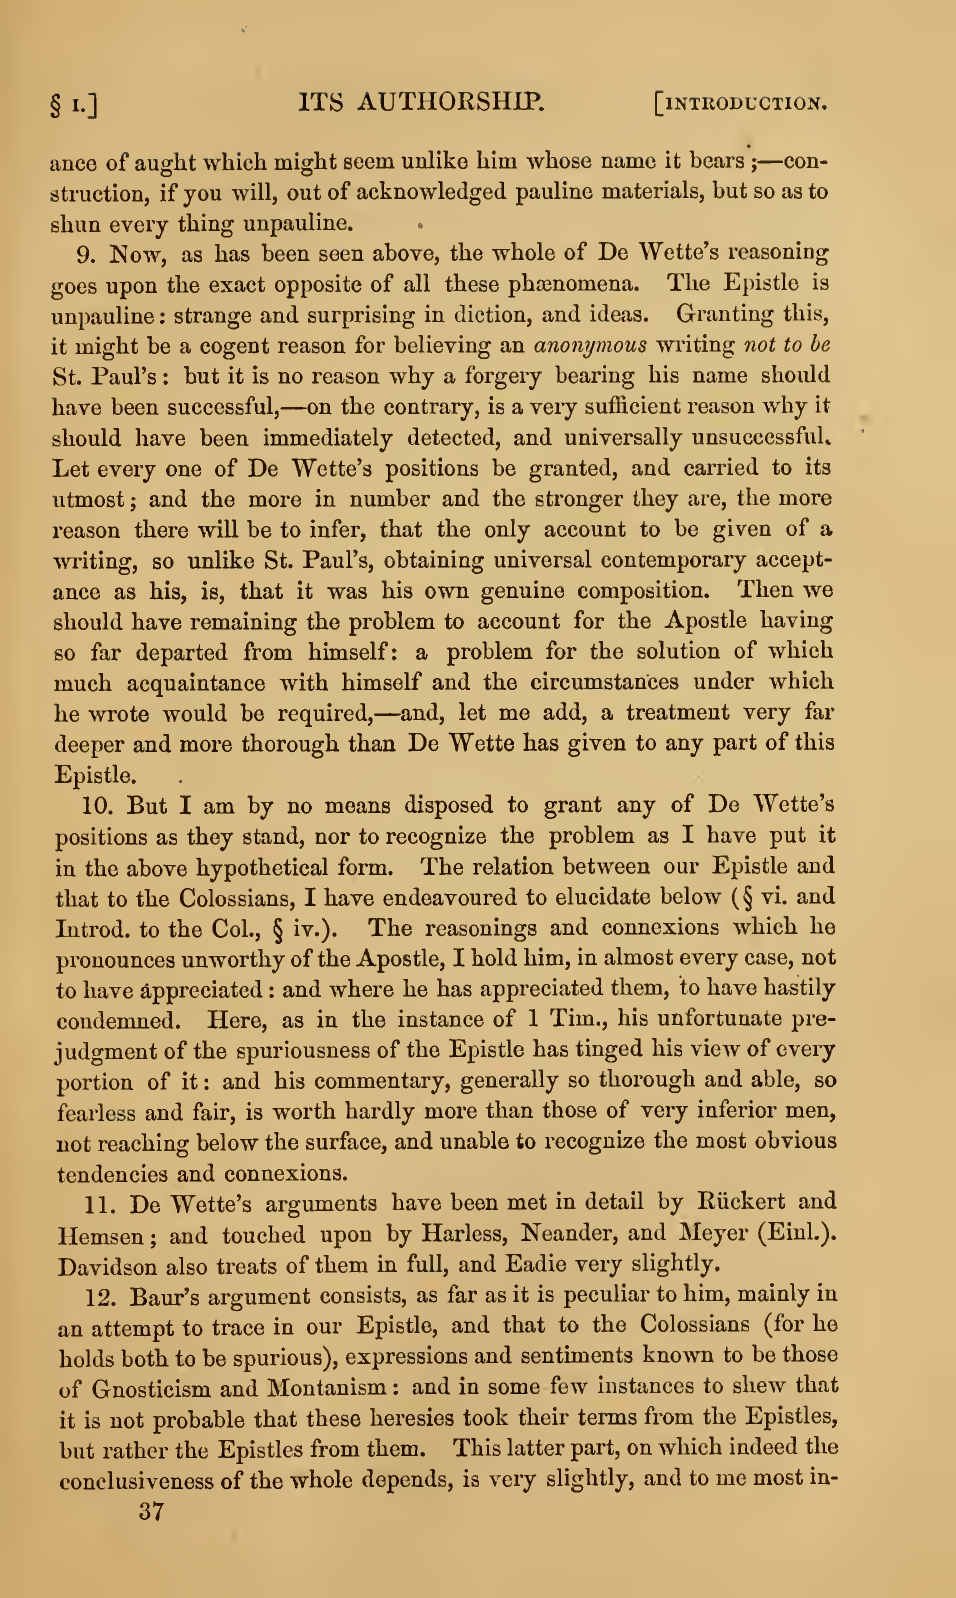 § I.] ITS AUTHORSHIP. [INTRODUCTION.
ance of aught which might seem unlike him whose name it bears ;—con-
struction, if you will, out of acknowledged pauline materials, but so as to
shun every thing unpauline.
9. Now, as has been seen above, the whole of De Wette's reasoning
goes upon the exact opposite of all these phænomena. The Epistle is
unpauline: strange and surprising in diction, and ideas. Granting this,
it might be a cogent reason for believing an anonymous writing not to be
St. Paul's: but it is no reason why a forgery bearing his name should
have been successful,—on the contrary, is a very sufficient reason why it
should have been immediately detected, and universally unsuccessful.
Let every one of De Wette's positions be granted, and carried to its
utmost; and the more in number and the stronger they are, the more
reason there will be to infer, that the only account to be given of a
writing, so unlike St. Paul's, obtaining universal contemporary accept-
ance as his, is, that it was his own genuine composition. Then we
should have remaining the problem to account for the Apostle having
so far departed from himself: a problem for the solution of which
much acquaintance with himself and the circumstances under which
he wrote would be required,—and, let me add, a treatment very far
deeper and more thorough than De Wette has given to any part of this
Epistle.
10. But I am by no means disposed to grant any of De Wette's
positions as they stand, nor to recognize the problem as I have put it
in the above hypothetical form. The relation between our Epistle and
that to the Colossians, I have endeavoured to elucidate below (§ vi. and
Introd. to the Col., § iv.). The reasonings and connexions which he
pronounces unworthy of the Apostle, I hold him, in almost every case, not
to have appreciated: and where he has appreciated them, to have hastily
condemned. Here, as in the instance of 1 Tim., his unfortunate pre-
judgment of the spuriousness of the Epistle has tinged his view of every
portion of it: and his commentary, generally so thorough and able, so
fearless and fair, is worth hardly more than those of very inferior men,
not reaching below the surface, and unable to recognize the most obvious
tendencies and connexions.
11. De Wette's arguments have been met in detail by Rückert and
Hemsen; and touched upon by Harless, Neander, and Meyer (Einl.).
Davidson also treats of them in full, and Eadie very slightly.
12. Baur's argument consists, as far as it is peculiar to him, mainly in
an attempt to trace in our Epistle, and that to the Colossians (for he
holds both to be spurious), expressions and sentiments known to be those
of Gnosticism and Montanism: and in some few instances to shew that
it is not probable that these heresies took their terms from the Epistles,
but rather the Epistles from them. This latter part, on which indeed the
conclusiveness of the whole depends, is very slightly, and to me most in-
37